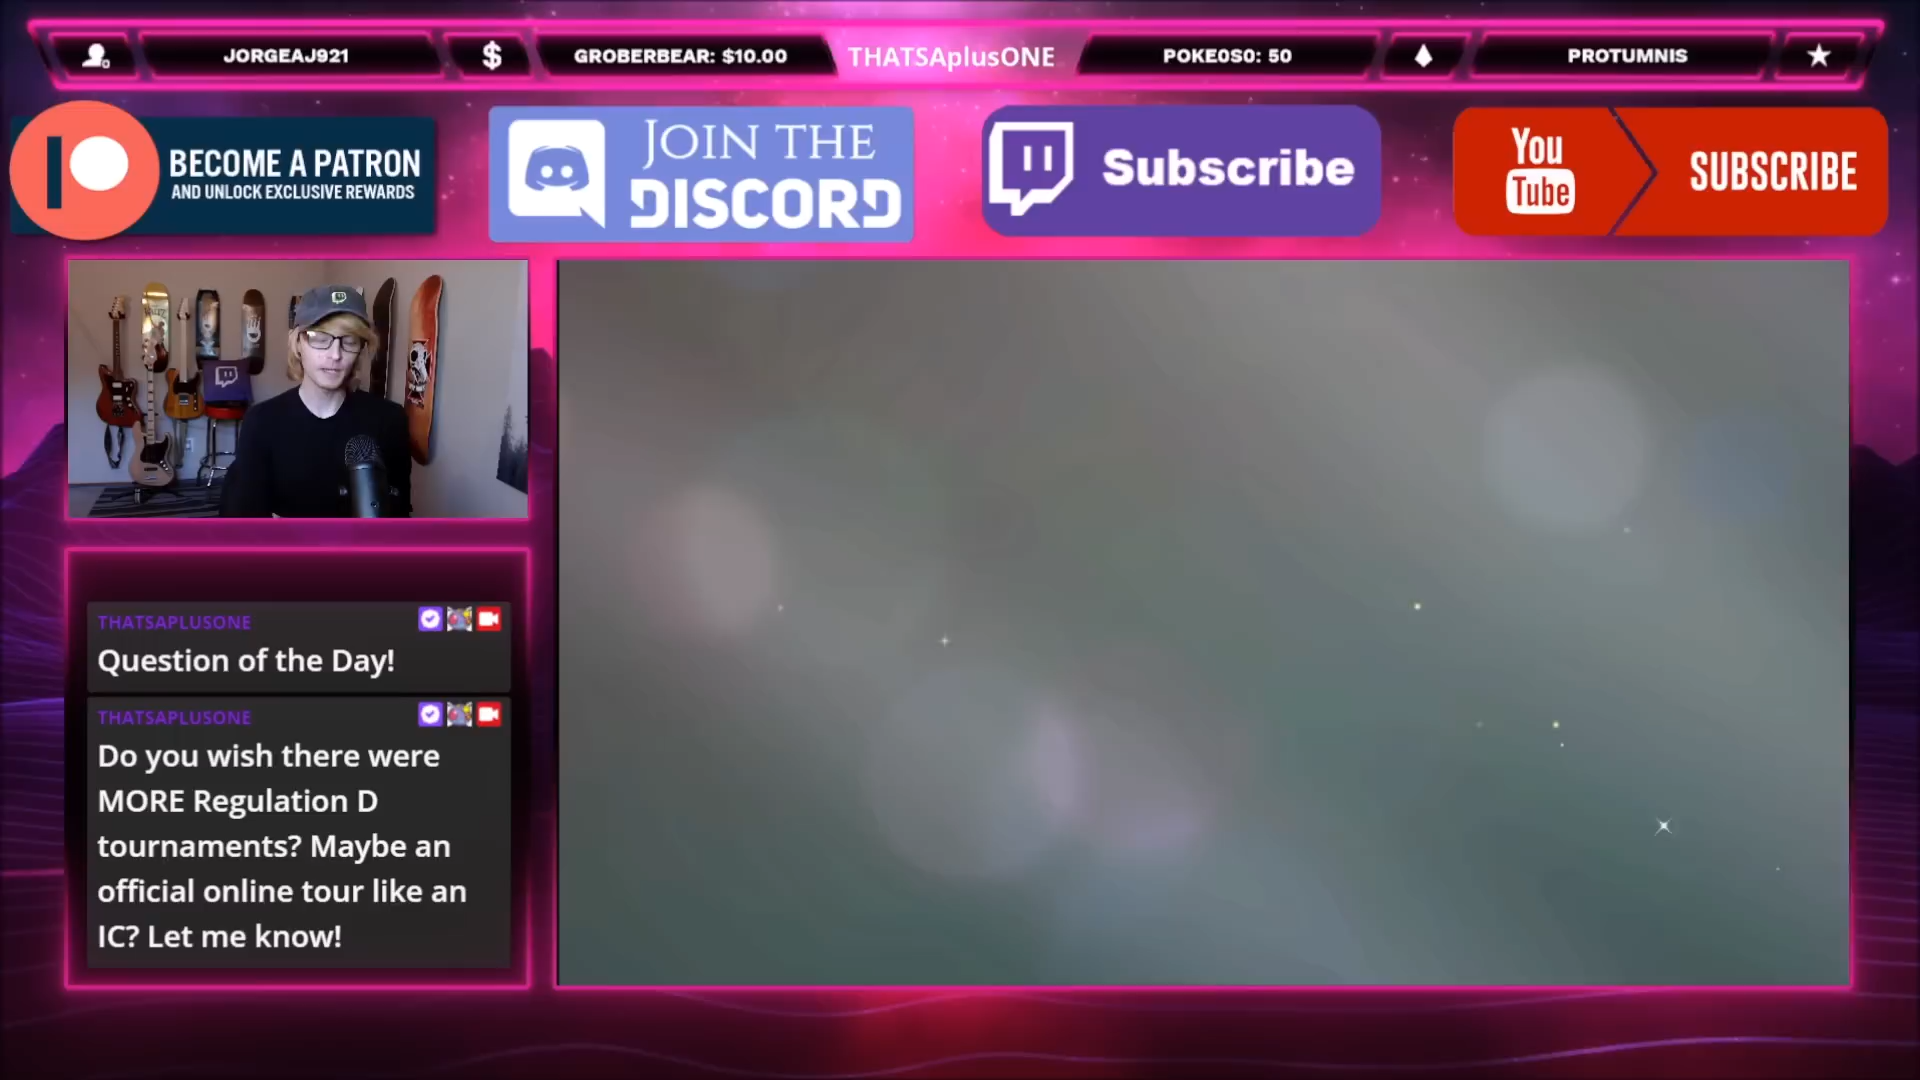 JORGEAJ921
$
GROBERBEAR: $10.00
THATSAplusONE
POKE0S0: 50
PROTUMNIS
BECOME A PATRON
AND UNLOCK EXCLUSIVE REWARDS
JOIN THE
DISCORD
Subscribe
You
Tube
SUBSCRIBE
THATSAPLUSONE
Question of the Day!
THATSAPLUSONE
Do you wish there were
MORE Regulation D
tournaments? Maybe an
official online tour like an
IC? Let me know!